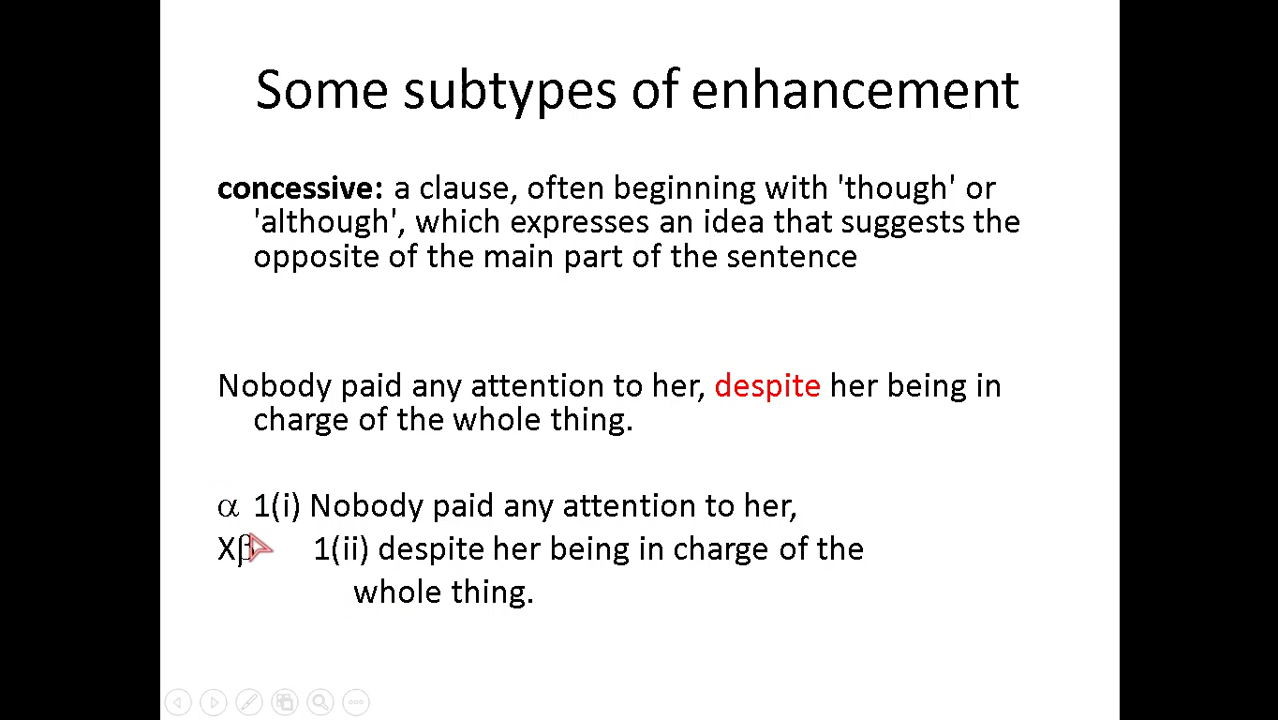 Some subtypes of enhancement
concessive: a clause, often beginning with 'though' or
'although', which expresses an idea that suggests the
opposite of the main part of the sentence
Nobody paid any attention to her, despite her being in
charge of the whole thing.
α 1(i) Nobody paid any attention to her,
Xβ 1(ii) despite her being in charge of the
whole thing.